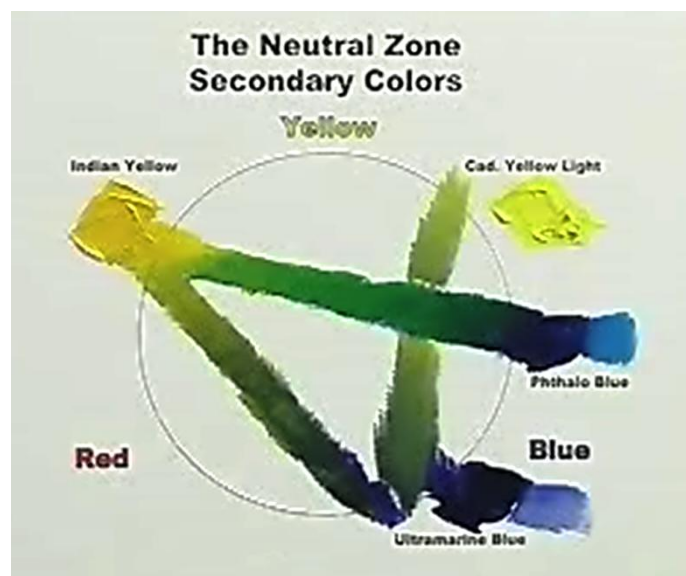 The Neutral Zone
Secondary Colors
Yellow
Indian Yellow
Cad. Yellow Light
Phthalo Blue
Red
Blue
Ultramarine Blue